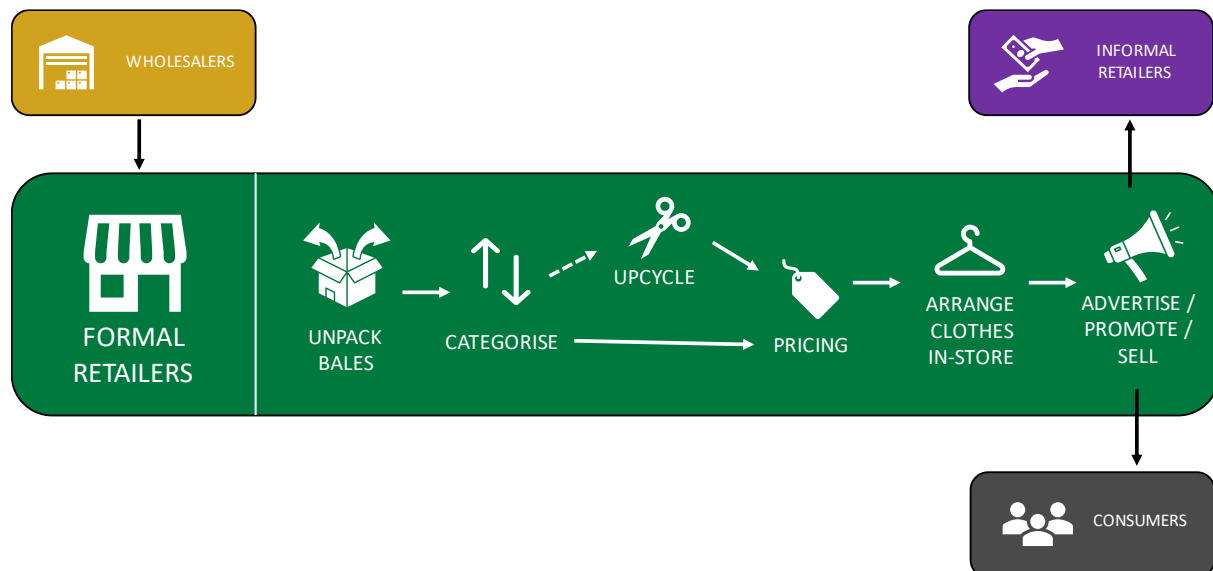 WHOLESALERS
INFORMAL
RETAILERS
FORMAL
RETAILERS
UNPACK
BALES
CATEGORISE
UPCYCLE
PRICING
ARRANGE
CLOTHES
IN-STORE
ADVERTISE /
PROMOTE /
SELL
CONSUMERS